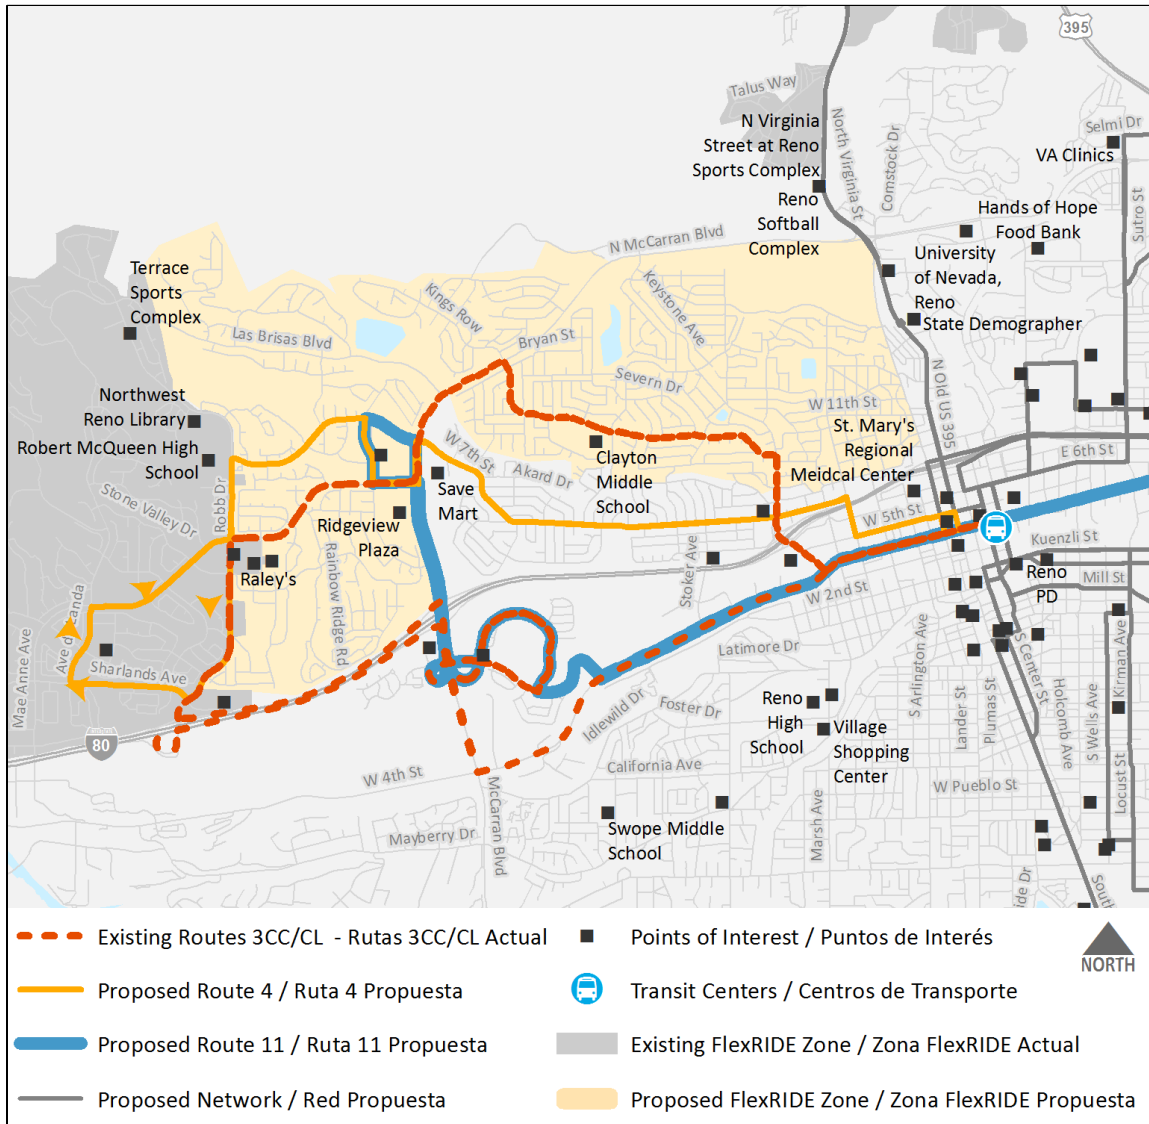 395
Talus Way
N Virginia
Street at Reno
Sports Complex
North Virginia St
Comstock Dr
Selmi Dr
VA Clinics
Sutro St
Reno
Softball
Complex
Hands of Hope
Food Bank
N McCarran Blvd
University
of Nevada,
Reno
State Demographer
Terrace
Sports
Complex
Kings Row
Keystone Ave
Las Brisas Blvd
Bryan St
Severn Dr
N Old US 395
Northwest
Reno Library
W 11th St
St. Mary's
Regional
Meidcal Center
Robert McQueen High
School
W 7th St
Akard Dr
Clayton
Middle
School
E 6th St
Stone Valley Dr
Robb Dr
Save
Mart
W 5th St
Ridgeview
Plaza
Kuenzli St
Raley's
Rainbow Ridge Rd
Stoker Ave
W 2nd St
Reno
PD
Mill St
Mae Anne Ave
Sharlands Ave
Latimore Dr
S Arlington Ave
Lander St
Plumas St
S Center St
Holcomb Ave
S Wells Ave
Kirman Ave
Locust St
80
Idlewild Dr
Foster Dr
Reno
High
School
Village
Shopping
Center
W 4th St
McCarran Blvd
California Ave
W Pueblo St
Mayberry Dr
Swope Middle
School
Marsh Ave
Existing Routes 3CC/CL - Rutas 3CC/CL Actual
Points of Interest / Puntos de Interés
NORTH
Proposed Route 4 / Ruta 4 Propuesta
Transit Centers / Centros de Transporte
Proposed Route 11 / Ruta 11 Propuesta
Existing FlexRIDE Zone / Zona FlexRIDE Actual
Proposed Network / Red Propuesta
Proposed FlexRIDE Zone / Zona FlexRIDE Propuesta